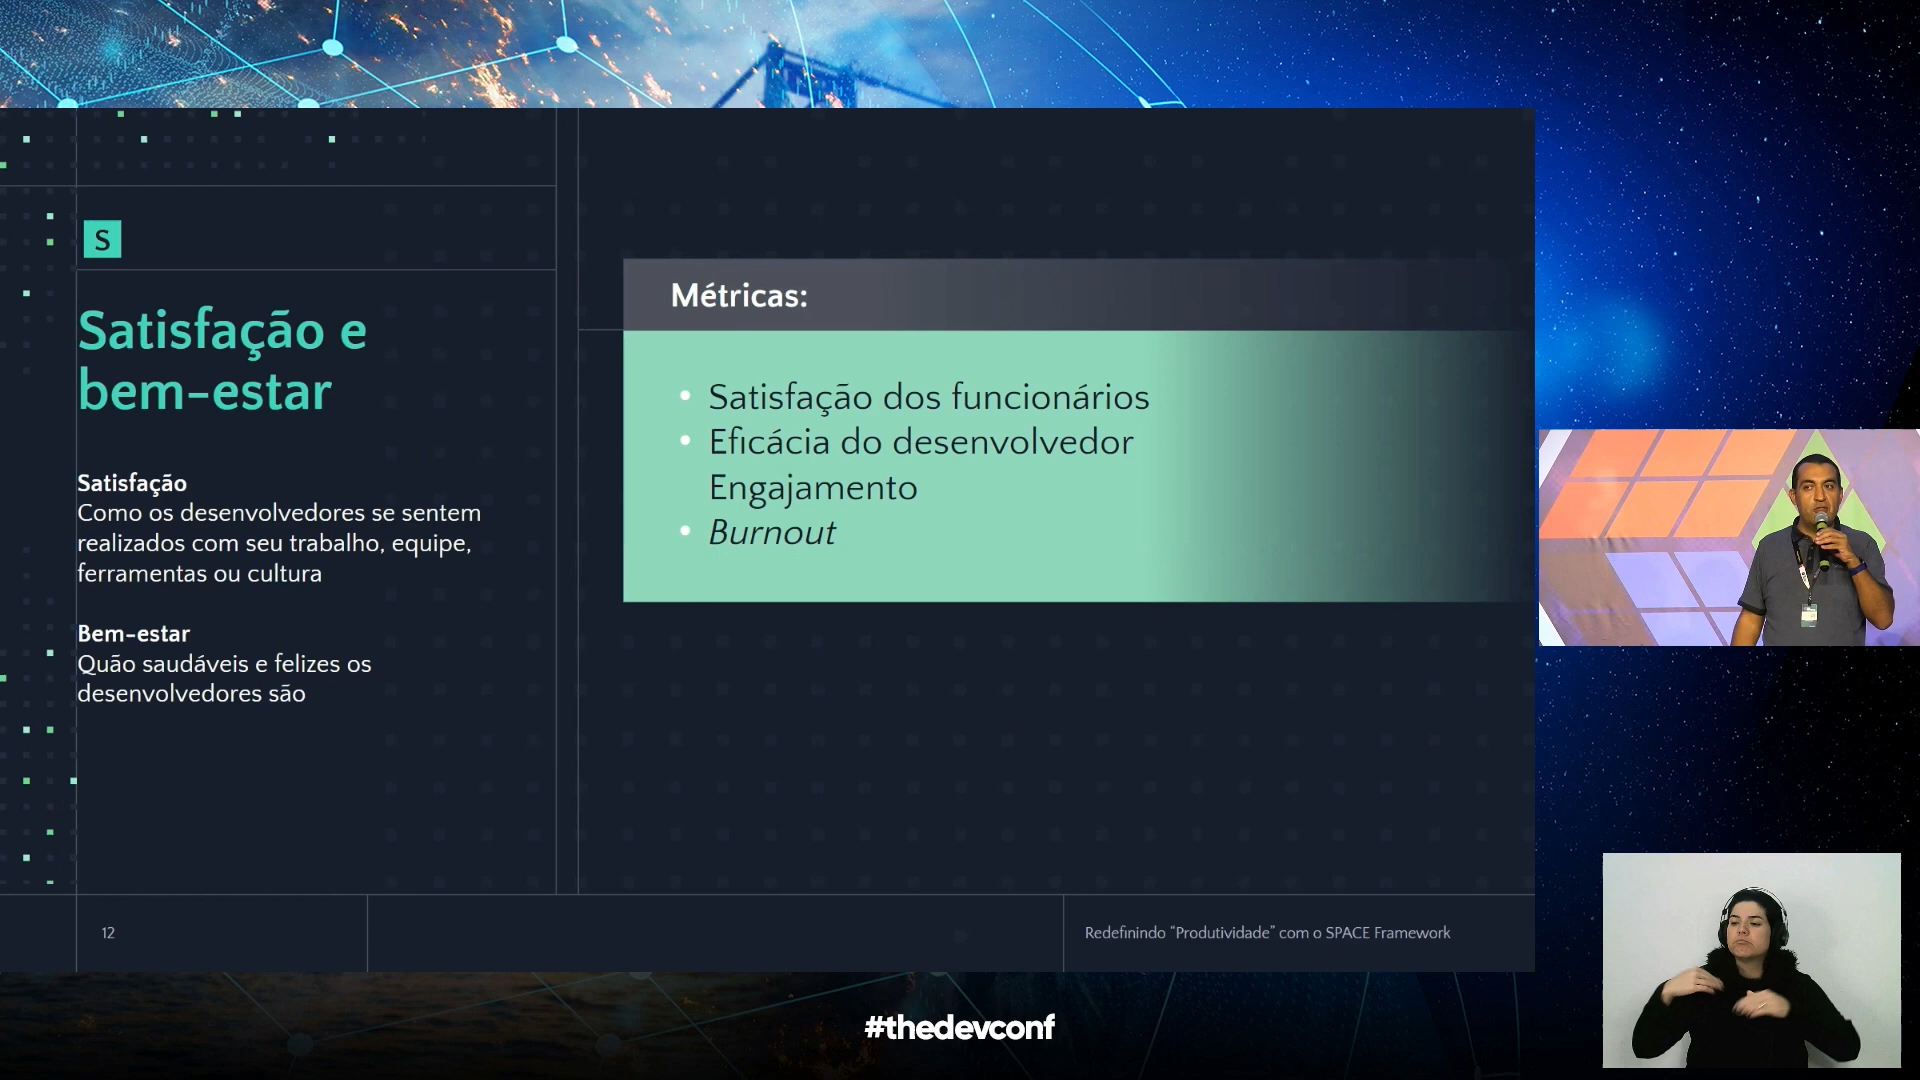 S
Satisfação e
bem-estar
Satisfação
Como os desenvolvedores se sentem
realizados com seu trabalho, equipe,
ferramentas ou cultura
Bem-estar
Quão saudáveis e felizes os
desenvolvedores são
Métricas:
• Satisfação dos funcionários
• Eficácia do desenvolvedor
Engajamento
• Burnout
12
Redefinindo “Produtividade” com o SPACE Framework
#thedevconf